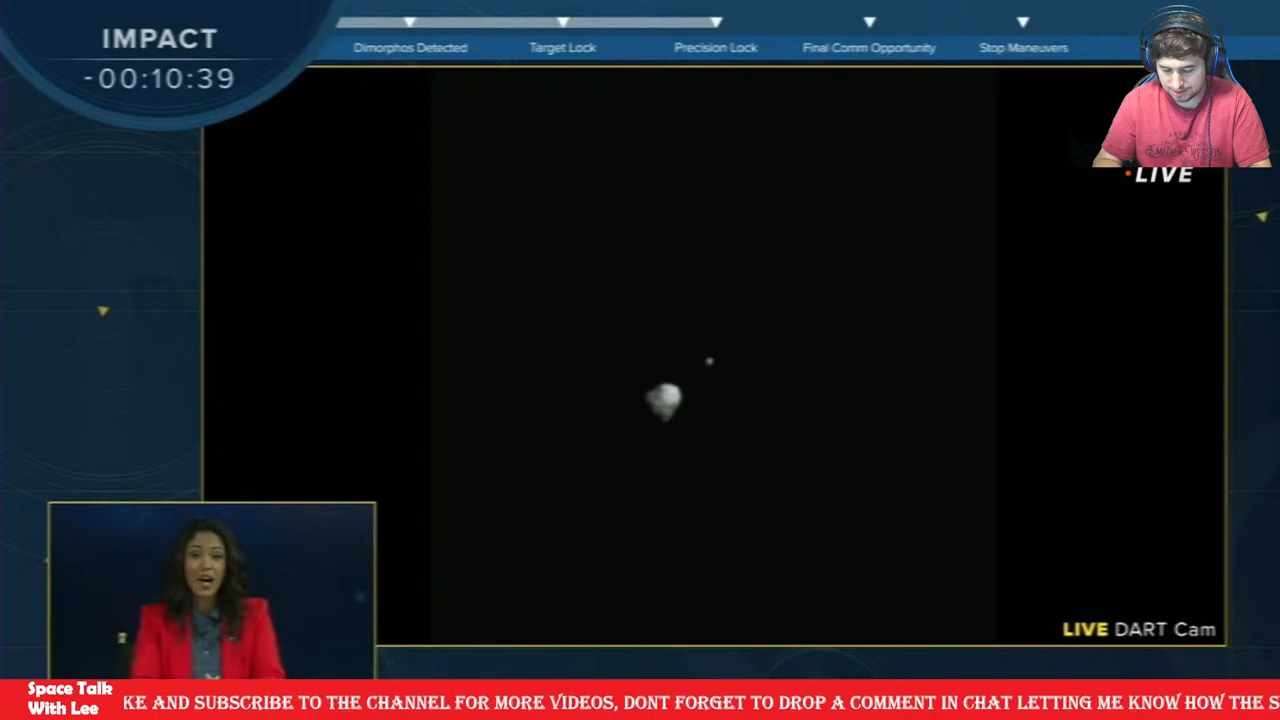 IMPACT
-00:10:39
Dimorphos Detected
Target Lock
Precision Lock
Final Comm Opportunity
Stop Maneuvers
LIVE
LIVE DART Cam
Space Talk
With Lee
KE AND SUBSCRIBE TO THE CHANNEL FOR MORE VIDEOS, DONT FORGET TO DROP A COMMENT IN CHAT LETTING ME KNOW HOW THE S